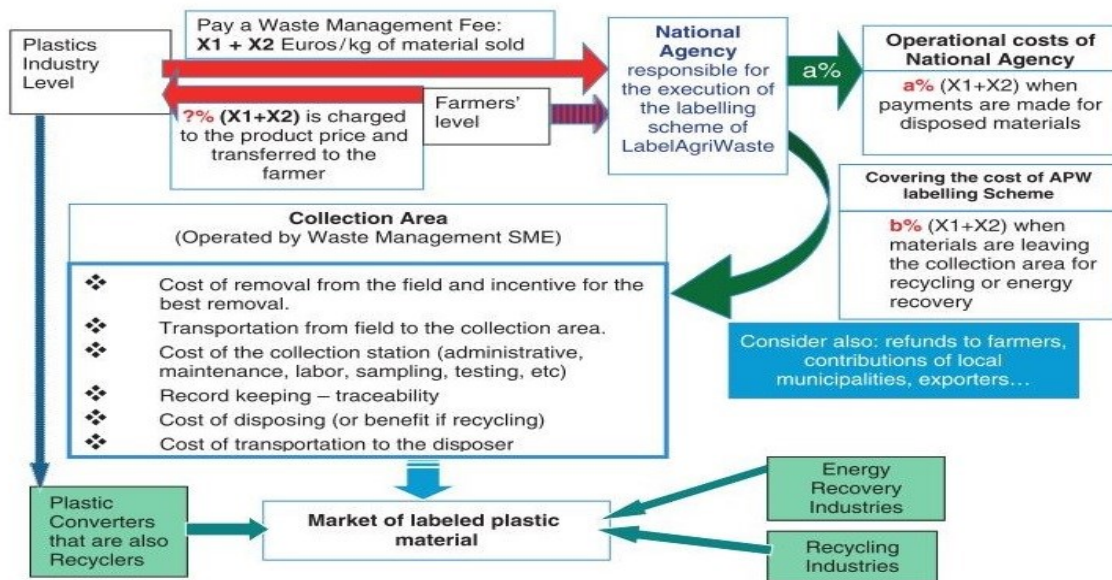 Plastics
Industry
Level
Pay a Waste Management Fee:
X1 + X2 Euros/kg of material sold
?% (X1+X2) is charged
to the product price and
transferred to the
farmer
Farmers'
level
National
Agency
responsible for
the execution of
the labelling
scheme of
LabelAgriWaste
a%
Operational costs of
National Agency
a% (X1+X2) when
payments are made for
disposed materials
Covering the cost of APW
labelling Scheme
b% (X1+X2) when
materials are leaving
the collection area for
recycling or energy
recovery
Collection Area
(Operated by Waste Management SME)
❖ Cost of removal from the field and incentive for the
best removal.
❖ Transportation from field to the collection area.
❖ Cost of the collection station (administrative,
maintenance, labor, sampling, testing, etc)
❖ Record keeping – traceability
❖ Cost of disposing (or benefit if recycling)
❖ Cost of transportation to the disposer
Consider also: refunds to farmers,
contributions of local
municipalities, exporters...
Plastic
Converters
that are also
Recyclers
Market of labeled plastic
material
Energy
Recovery
Industries
Recycling
Industries